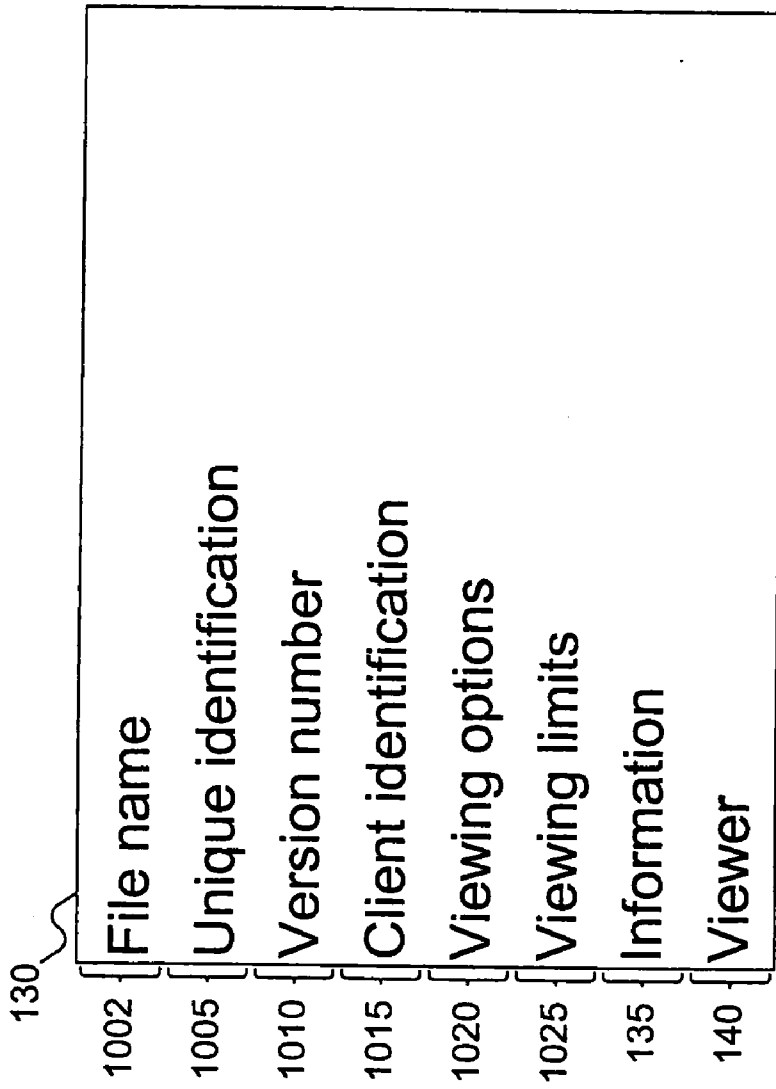 130
1002 File name
1005 Unique identification
1010 Version number
1015 Client identification
1020 Viewing options
1025 Viewing limits
135 Information
140 Viewer